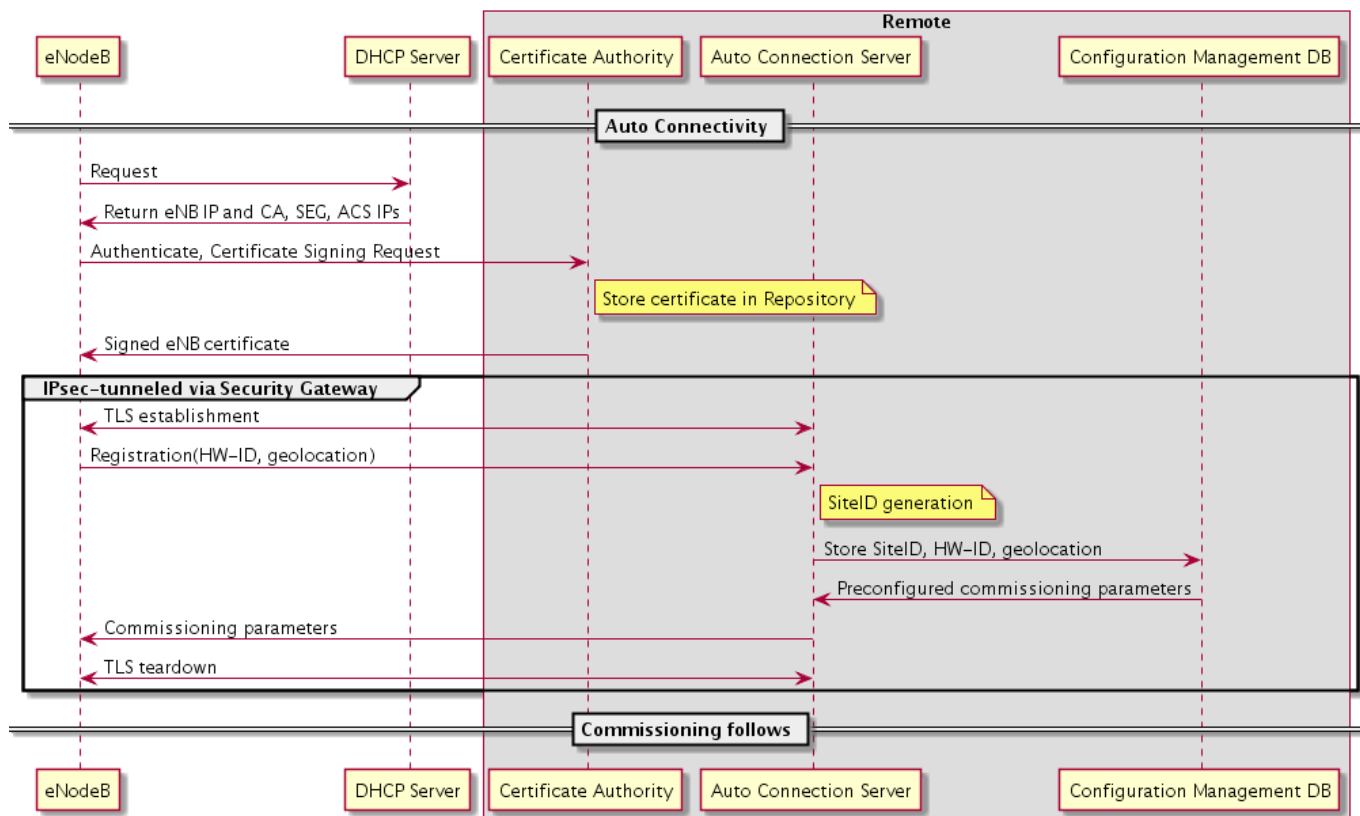 Remote
eNodeB
DHCP Server
Certificate Authority
Auto Connection Server
Configuration Management DB
Auto Connectivity
Request
Return eNB IP and CA, SEG, ACS IPs
Authenticate, Certificate Signing Request
Store certificate in Repository
Signed eNB certificate
IPsec-tunneled via Security Gateway
TLS establishment
Registration(HW-ID, geolocation)
SiteID generation
Store SiteID, HW-ID, geolocation
Preconfigured commissioning parameters
Commissioning parameters
TLS teardown
Commissioning follows
eNodeB
DHCP Server
Certificate Authority
Auto Connection Server
Configuration Management DB